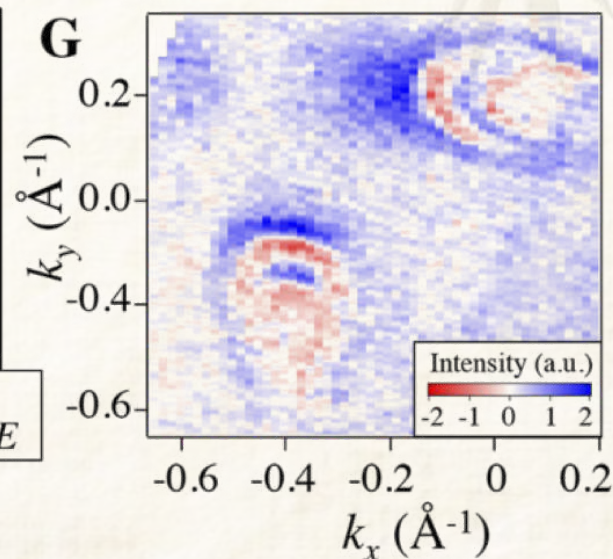 G
0.2
0.0
-0.4
-0.6
k_y (Å⁻¹)
E
Intensity (a.u.)
-2 -1 0 1 2
-0.6 -0.4 -0.2 0 0.2
k_x (Å⁻¹)